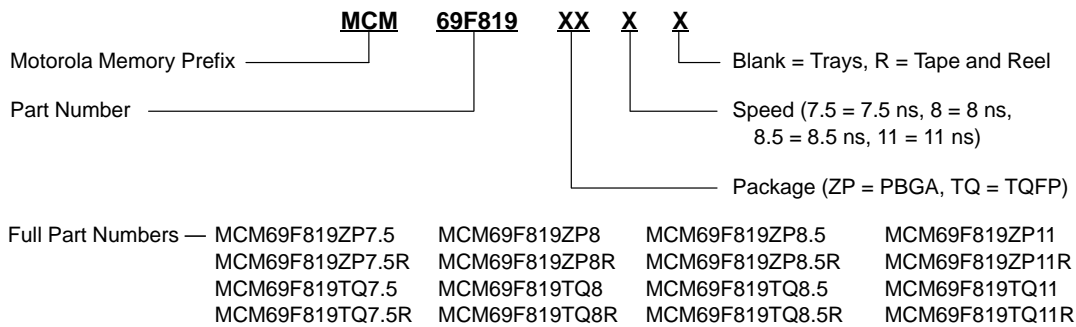 MCM 69F819 XX X X
Motorola Memory Prefix
Blank = Trays, R = Tape and Reel
Part Number
Speed (7.5 = 7.5 ns, 8 = 8 ns,
8.5 = 8.5 ns, 11 = 11 ns)
Package (ZP = PBGA, TQ = TQFP)
Full Part Numbers — MCM69F819ZP7.5 MCM69F819ZP8 MCM69F819ZP8.5 MCM69F819ZP11
MCM69F819ZP7.5R MCM69F819ZP8R MCM69F819ZP8.5R MCM69F819ZP11R
MCM69F819TQ7.5 MCM69F819TQ8 MCM69F819TQ8.5 MCM69F819TQ11
MCM69F819TQ7.5R MCM69F819TQ8R MCM69F819TQ8.5R MCM69F819TQ11R